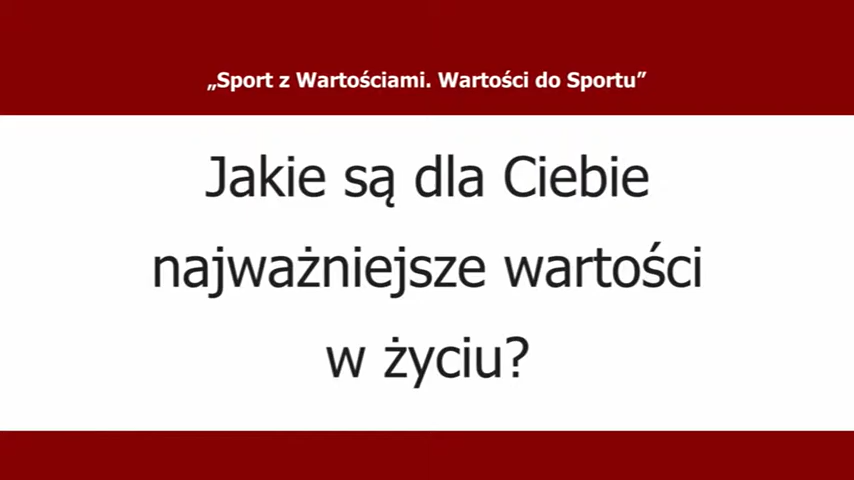 „Sport z Wartościami. Wartości do Sportu”
Jakie są dla Ciebie
najważniejsze wartości
w życiu?